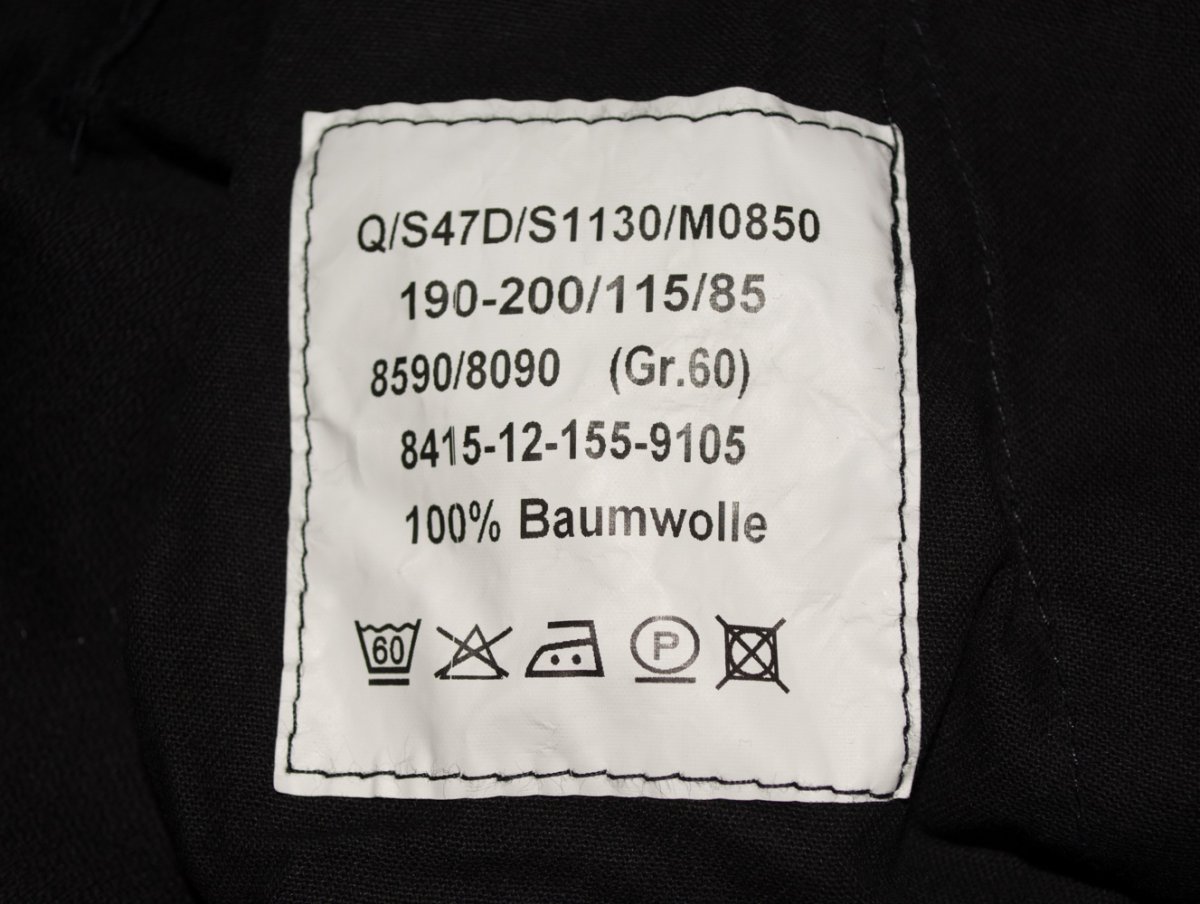 Q/S47D/S1130/M0850
190-200/115/85
8590/8090 (Gr.60)
8415-12-155-9105
100% Baumwolle
60 P